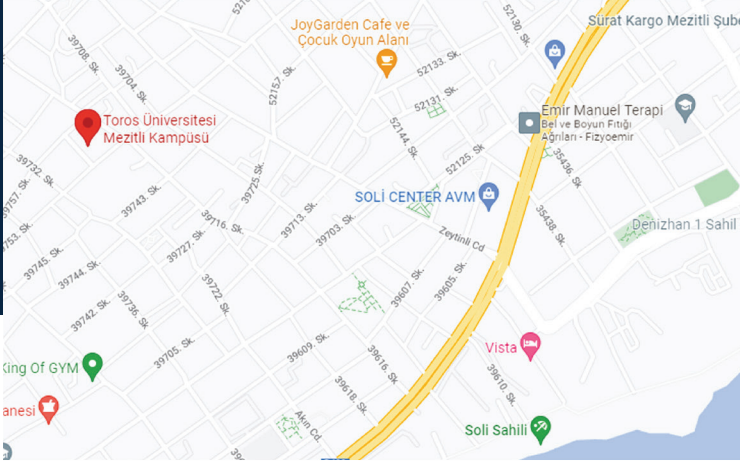 JoyGarden Cafe ve
Çocuk Oyun Alanı
52130. Sk.
Sürat Kargo Mezitli Şube
39708. Sk.
39704. Sk.
52157. Sk.
52133. Sk.
52131. Sk.
Toros Üniversitesi
Mezitli Kampüsü
Emir Manuel Terapi
Bel ve Boyun Fıtığı
Ağrıları - Fizyoemir
52144. Sk.
52125. Sk.
35436. Sk.
39732. Sk.
39725. Sk.
39757. Sk.
39743. Sk.
SOLİ CENTER AVM
39716. Sk.
39713. Sk.
39703. Sk.
Zeytinli Cd
35438. Sk.
Denizhan 1 Sahil
39753. Sk.
39727. Sk.
39745. Sk.
39744. Sk.
39722. Sk.
39607. Sk.
39605. Sk.
39742. Sk.
39736. Sk.
39705. Sk.
39609. Sk.
39616. Sk.
Vista
King Of GYM
39610. Sk.
39618. Sk.
anesi
Akın Cd.
Soli Sahili
39650. Sk.